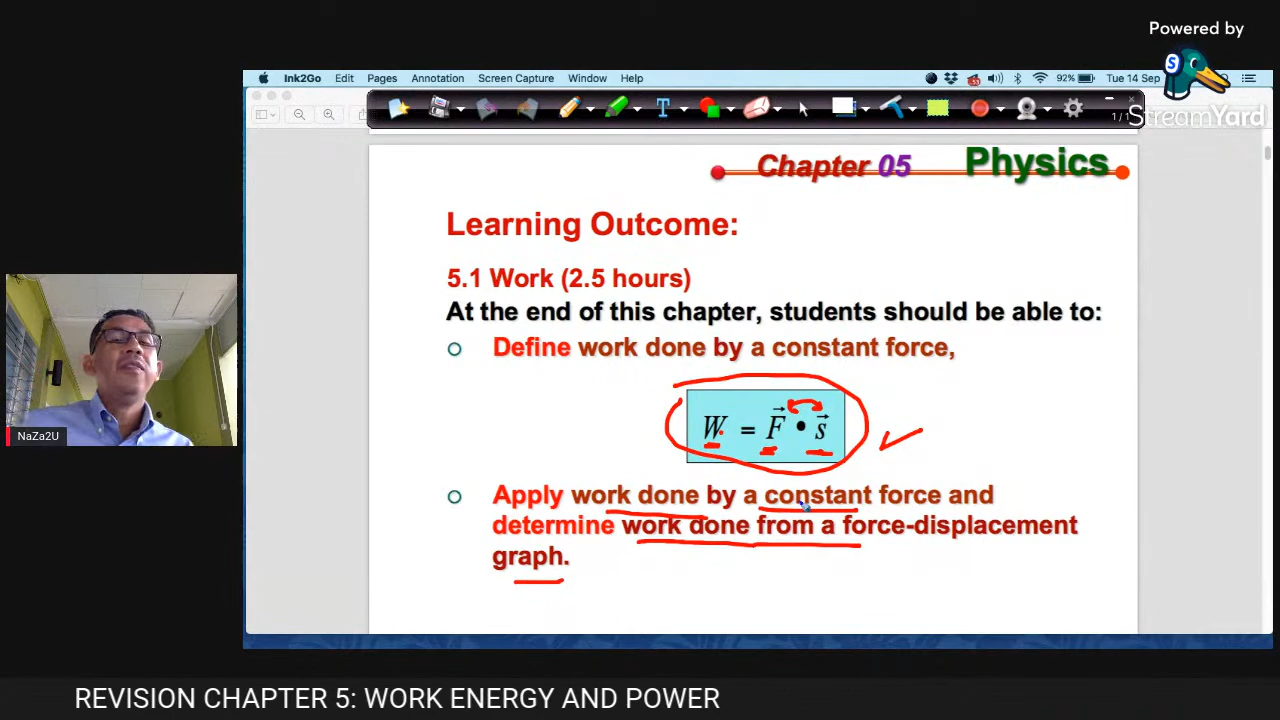 Powered by
StreamYard
Ink2Go Edit Pages Annotation Screen Capture Window Help 92% Tue 14 Sep
1/1
Chapter 05 Physics
Learning Outcome:
5.1 Work (2.5 hours)
At the end of this chapter, students should be able to:
Define work done by a constant force,
W = F • s
Apply work done by a constant force and
determine work done from a force-displacement
graph.
NaZa2U
REVISION CHAPTER 5: WORK ENERGY AND POWER